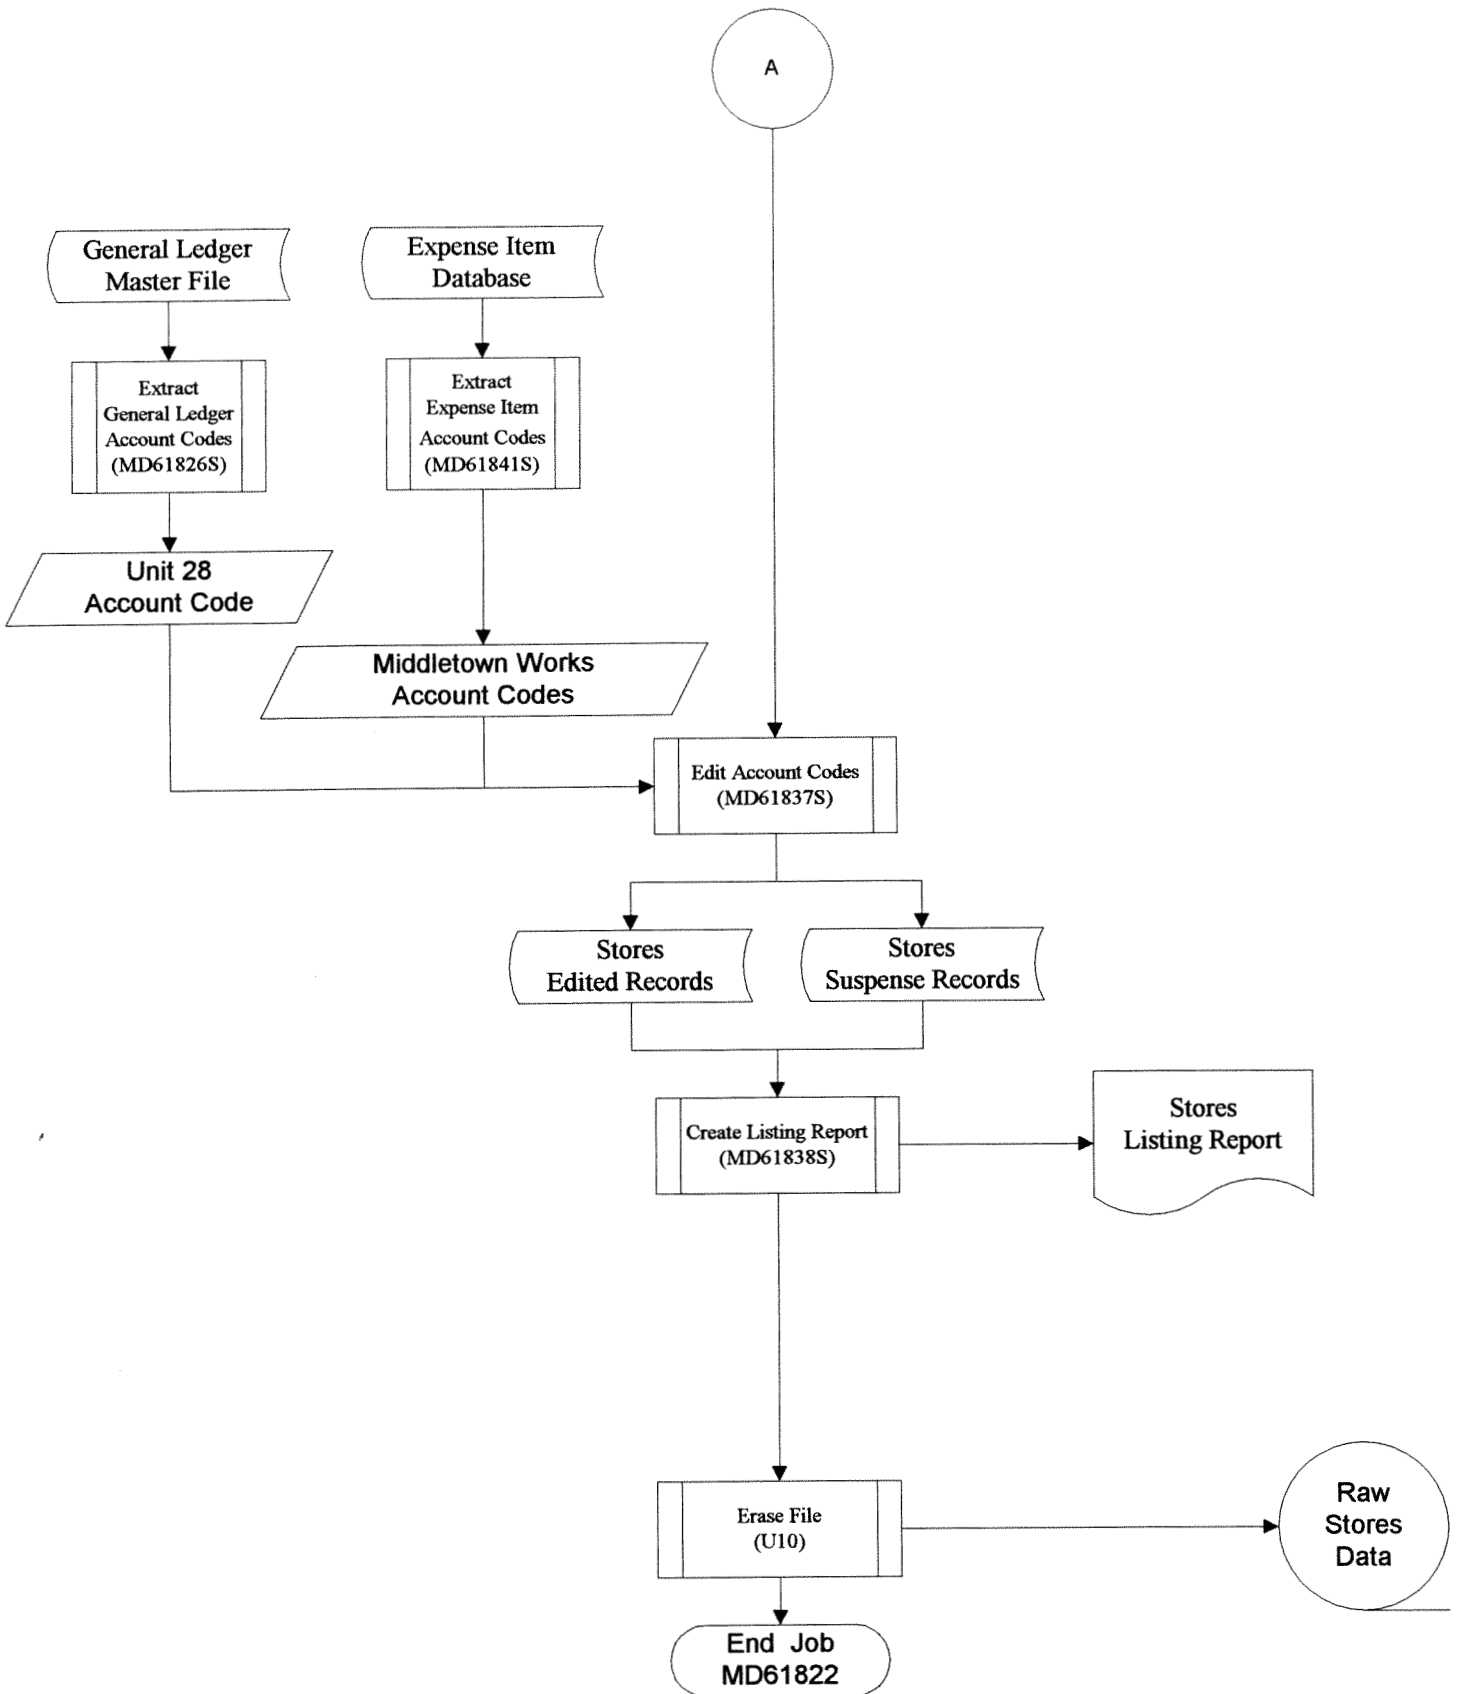 A
General Ledger
Master File
Expense Item
Database
Extract
General Ledger
Account Codes
(MD61826S)
Extract
Expense Item
Account Codes
(MD61841S)
Unit 28
Account Code
Middletown Works
Account Codes
Edit Account Codes
(MD61837S)
Stores
Edited Records
Stores
Suspense Records
Create Listing Report
(MD61838S)
Stores
Listing Report
Erase File
(U10)
Raw
Stores
Data
End Job
MD61822